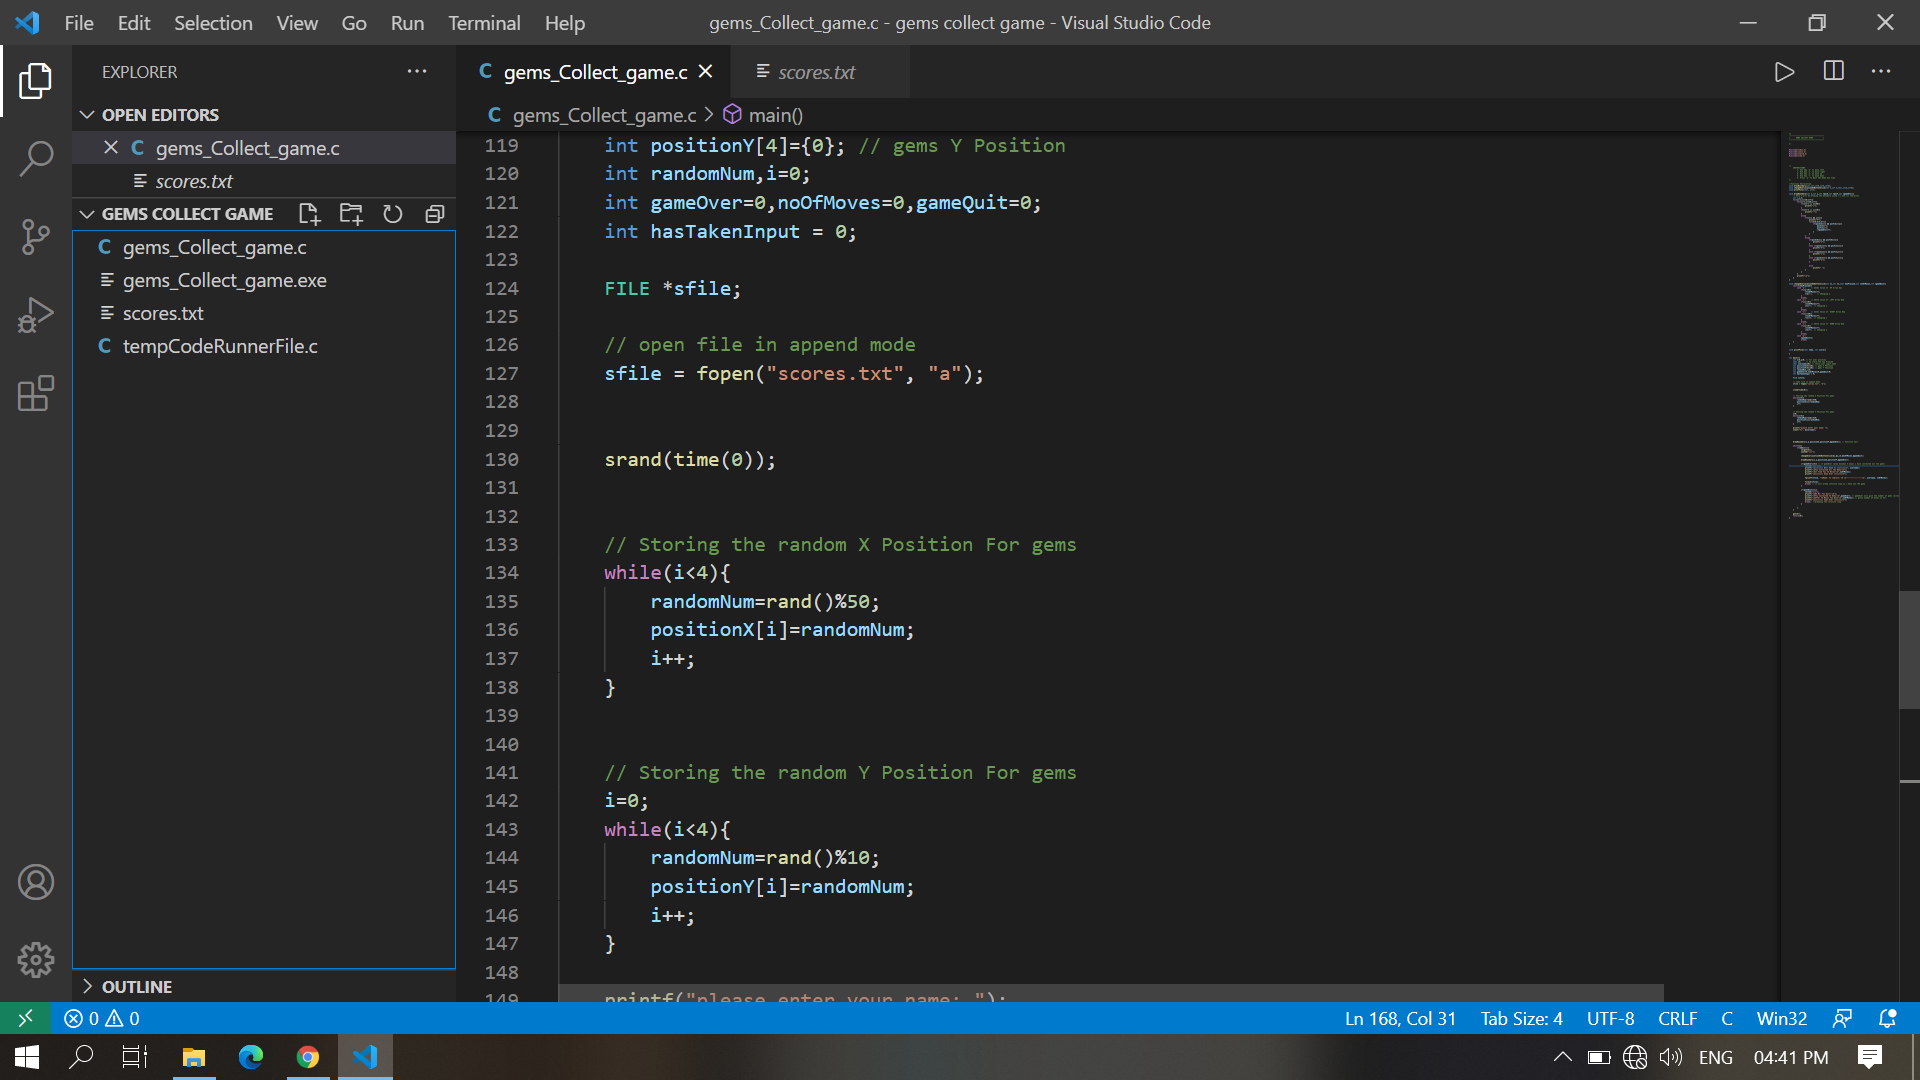 File Edit Selection View Go Run Terminal Help
gems_Collect_game.c - gems collect game - Visual Studio Code
EXPLORER
OPEN EDITORS
gems_Collect_game.c
scores.txt
GEMS COLLECT GAME
gems_Collect_game.c
gems_Collect_game.exe
scores.txt
tempCodeRunnerFile.c
OUTLINE
gems_Collect_game.c scores.txt
gems_Collect_game.c > main()
119 int positionY[4]={0}; // gems Y Position
120 int randomNum,i=0;
121 int gameOver=0,noOfMoves=0,gameQuit=0;
122 int hasTakenInput = 0;
123
124 FILE *sfile;
125
126 // open file in append mode
127 sfile = fopen("scores.txt", "a");
128
129
130 srand(time(0));
131
132
133 // Storing the random X Position For gems
134 while(i<4){
135 randomNum=rand()%50;
136 positionX[i]=randomNum;
137 i++;
138 }
139
140
141 // Storing the random Y Position For gems
142 i=0;
143 while(i<4){
144 randomNum=rand()%10;
145 positionY[i]=randomNum;
146 i++;
147 }
148
149 printf("please enter your name: ");
0 0 Ln 168, Col 31 Tab Size: 4 UTF-8 CRLF C Win32
ENG 04:41 PM